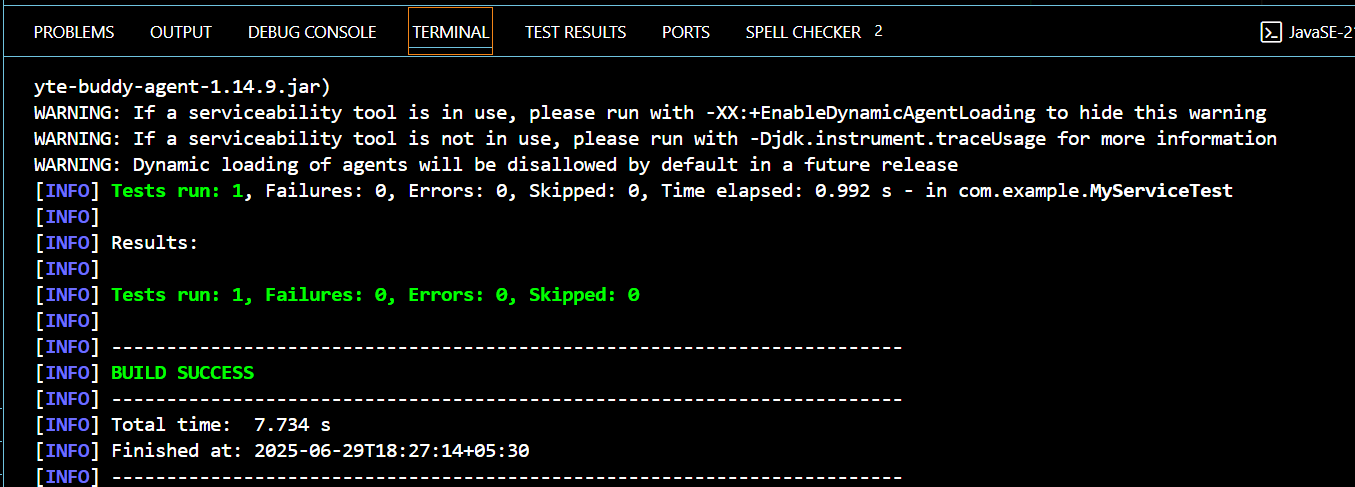 PROBLEMS OUTPUT DEBUG CONSOLE TERMINAL TEST RESULTS PORTS SPELL CHECKER 2 JavaSE-21
yte-buddy-agent-1.14.9.jar)
WARNING: If a serviceability tool is in use, please run with -XX:+EnableDynamicAgentLoading to hide this warning
WARNING: If a serviceability tool is not in use, please run with -Djdk.instrument.traceUsage for more information
WARNING: Dynamic loading of agents will be disallowed by default in a future release
[INFO] Tests run: 1, Failures: 0, Errors: 0, Skipped: 0, Time elapsed: 0.992 s - in com.example.MyServiceTest
[INFO]
[INFO] Results:
[INFO]
[INFO] Tests run: 1, Failures: 0, Errors: 0, Skipped: 0
[INFO]
[INFO] ------------------------------------------------------------------------
[INFO] BUILD SUCCESS
[INFO] ------------------------------------------------------------------------
[INFO] Total time:  7.734 s
[INFO] Finished at: 2025-06-29T18:27:14+05:30
[INFO] ------------------------------------------------------------------------